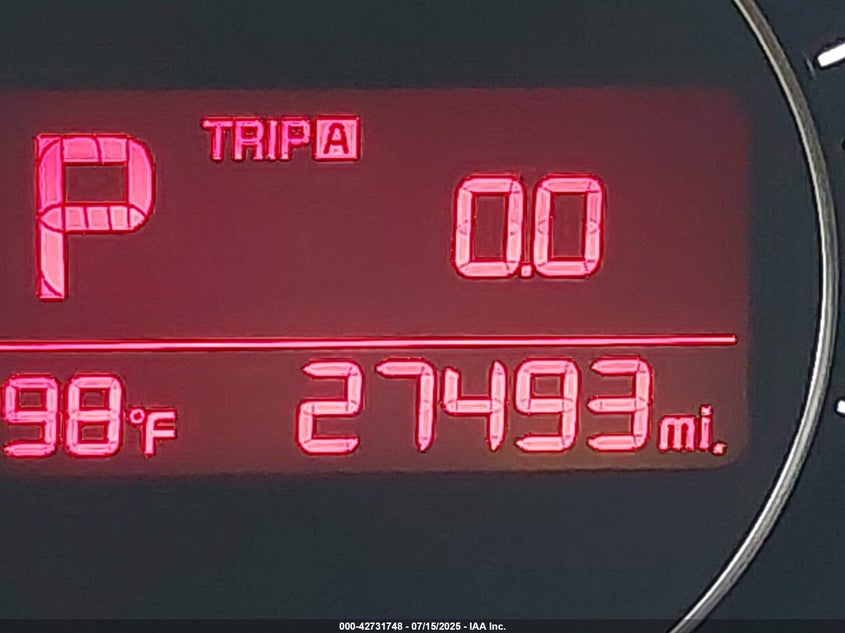 P TRIP A
0.0
98°F 27493 mi.
000-42731748 - 07/15/2025 - IAA Inc.